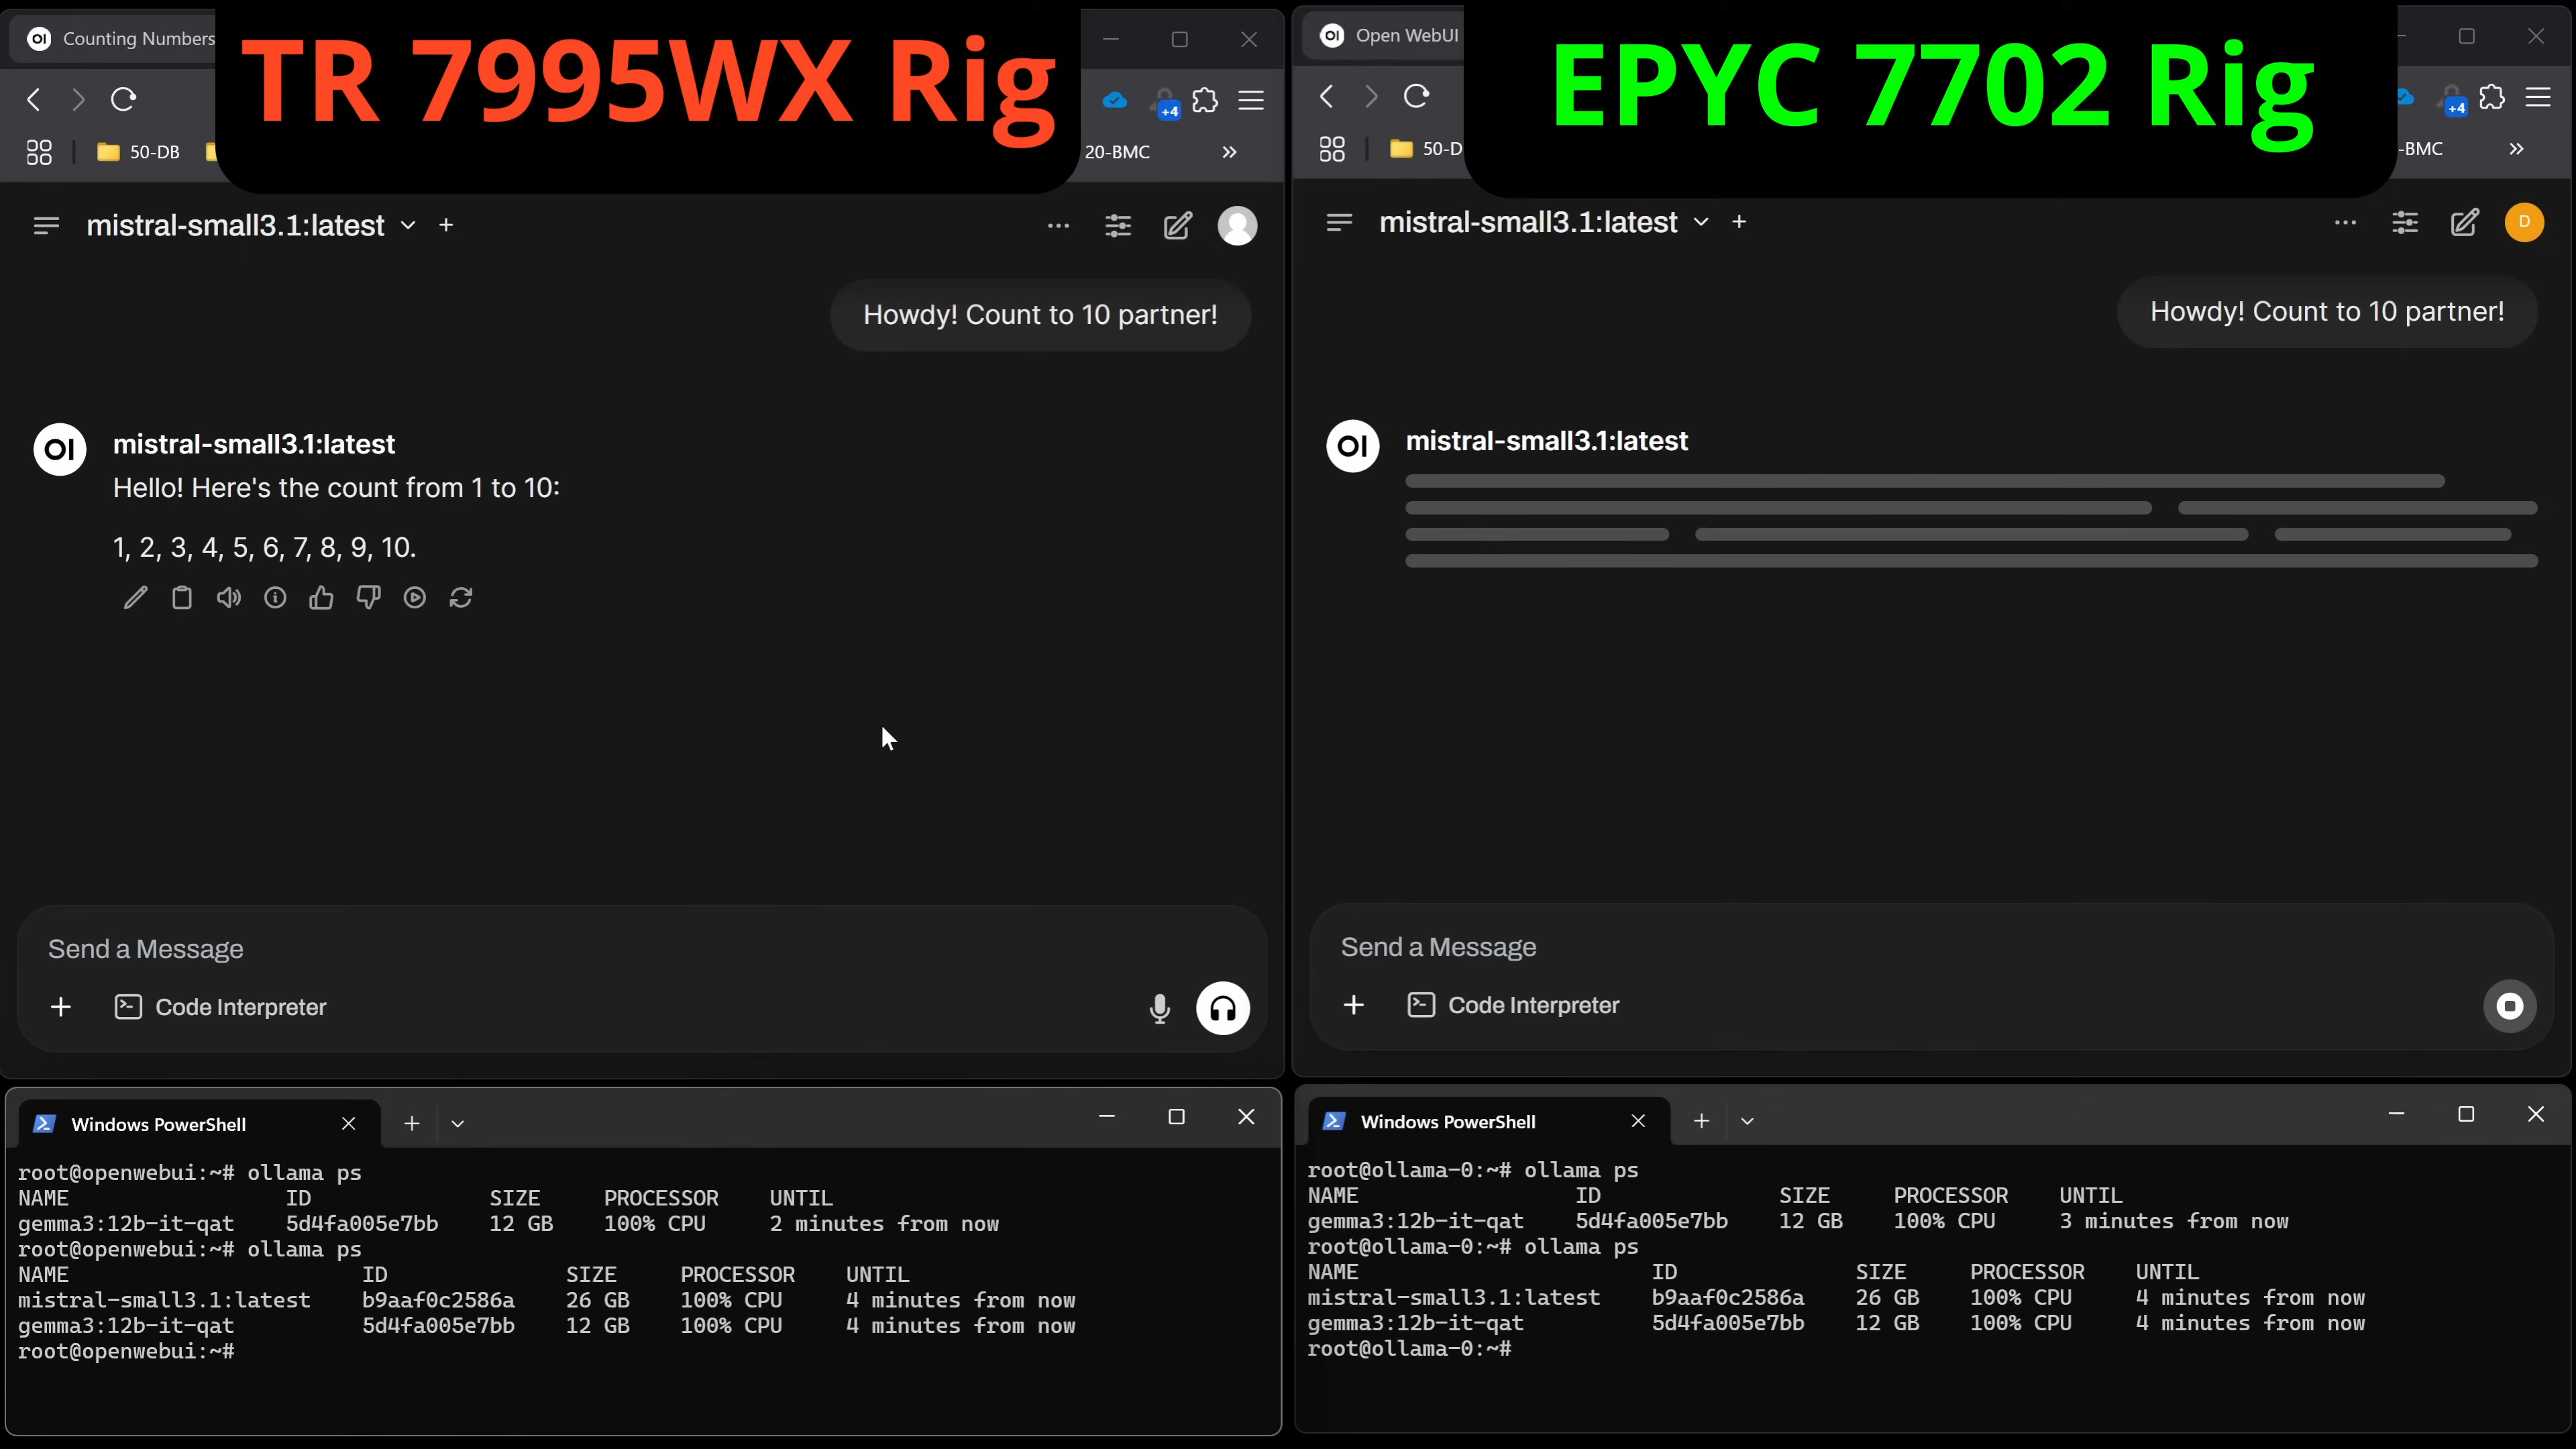 TR 7995WX Rig
Counting Numbers
+4
50-DB
20-BMC
mistral-small3.1:latest
Howdy! Count to 10 partner!
OI
mistral-small3.1:latest
Hello! Here's the count from 1 to 10:
1, 2, 3, 4, 5, 6, 7, 8, 9, 10.
Send a Message
Code Interpreter
Windows PowerShell
root@openwebui:~# ollama ps
NAME ID SIZE PROCESSOR UNTIL
gemma3:12b-it-qat 5d4fa005e7bb 12 GB 100% CPU 2 minutes from now
root@openwebui:~# ollama ps
NAME ID SIZE PROCESSOR UNTIL
mistral-small3.1:latest b9aaf0c2586a 26 GB 100% CPU 4 minutes from now
gemma3:12b-it-qat 5d4fa005e7bb 12 GB 100% CPU 4 minutes from now
root@openwebui:~#
EPYC 7702 Rig
Open WebUI
+4
50-D
-BMC
mistral-small3.1:latest
D
Howdy! Count to 10 partner!
OI
mistral-small3.1:latest
Send a Message
Code Interpreter
Windows PowerShell
root@ollama-0:~# ollama ps
NAME ID SIZE PROCESSOR UNTIL
gemma3:12b-it-qat 5d4fa005e7bb 12 GB 100% CPU 3 minutes from now
root@ollama-0:~# ollama ps
NAME ID SIZE PROCESSOR UNTIL
mistral-small3.1:latest b9aaf0c2586a 26 GB 100% CPU 4 minutes from now
gemma3:12b-it-qat 5d4fa005e7bb 12 GB 100% CPU 4 minutes from now
root@ollama-0:~#